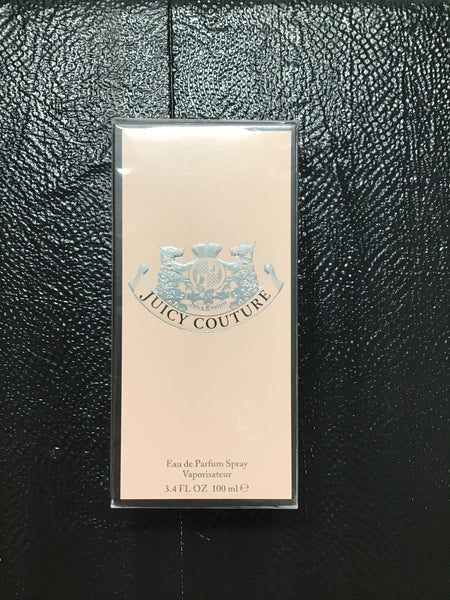 JUICY COUTURE
Eau de Parfum Spray
Vaporisateur
3.4 FL OZ 100 ml ℮